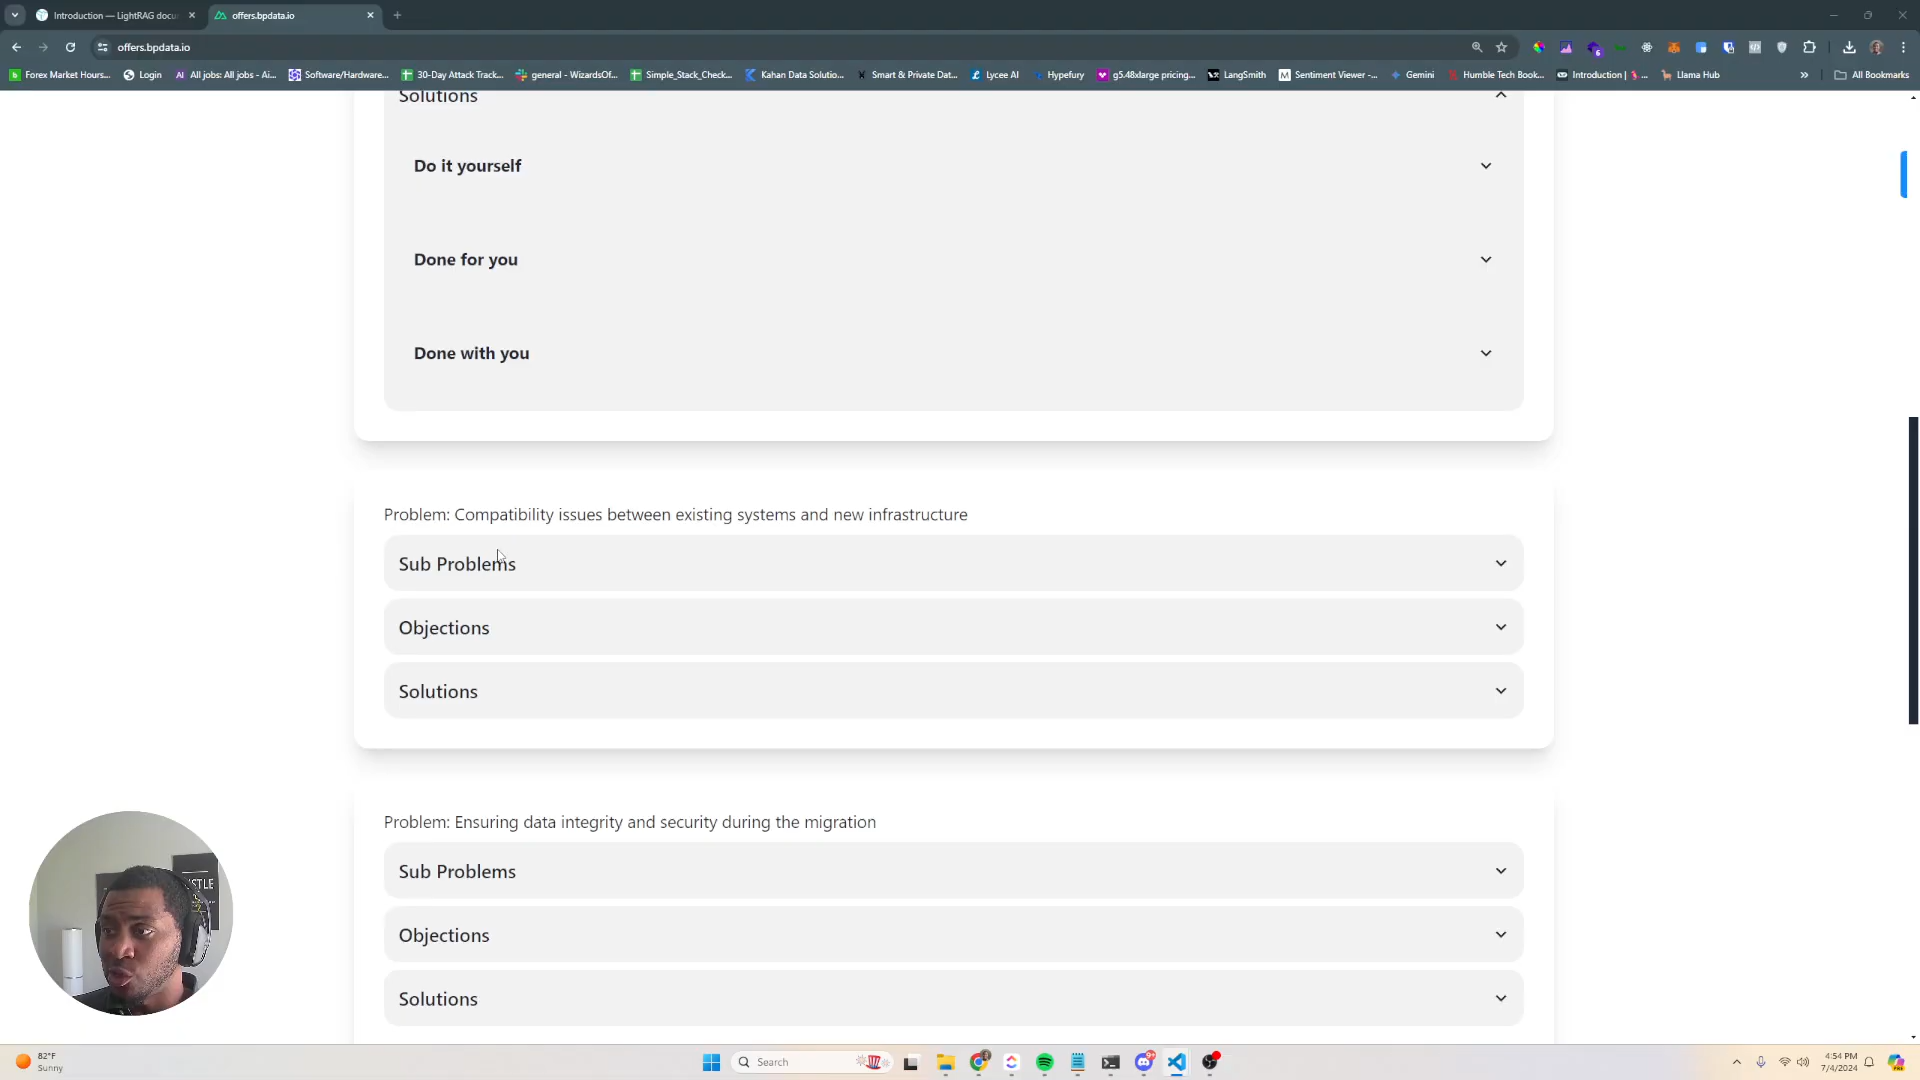 Introduction — LightRAG docu
offers.bpdata.io
offers.bpdata.io
Forex Market Hours...
Login
All jobs: All jobs - Ai...
Software/Hardware...
30-Day Attack Track...
general - WizardsOf...
Simple_Stack_Check...
Kahan Data Solutio...
Smart & Private Dat...
Lycee AI
Hypefury
g5.48xlarge pricing...
LangSmith
Sentiment Viewer -...
Gemini
Humble Tech Book...
Introduction | ...
Llama Hub
All Bookmarks
Solutions
Do it yourself
Done for you
Done with you
Problem: Compatibility issues between existing systems and new infrastructure
Sub Problems
Objections
Solutions
Problem: Ensuring data integrity and security during the migration
Sub Problems
Objections
Solutions
82°F
Sunny
Search
4:54 PM
7/4/2024